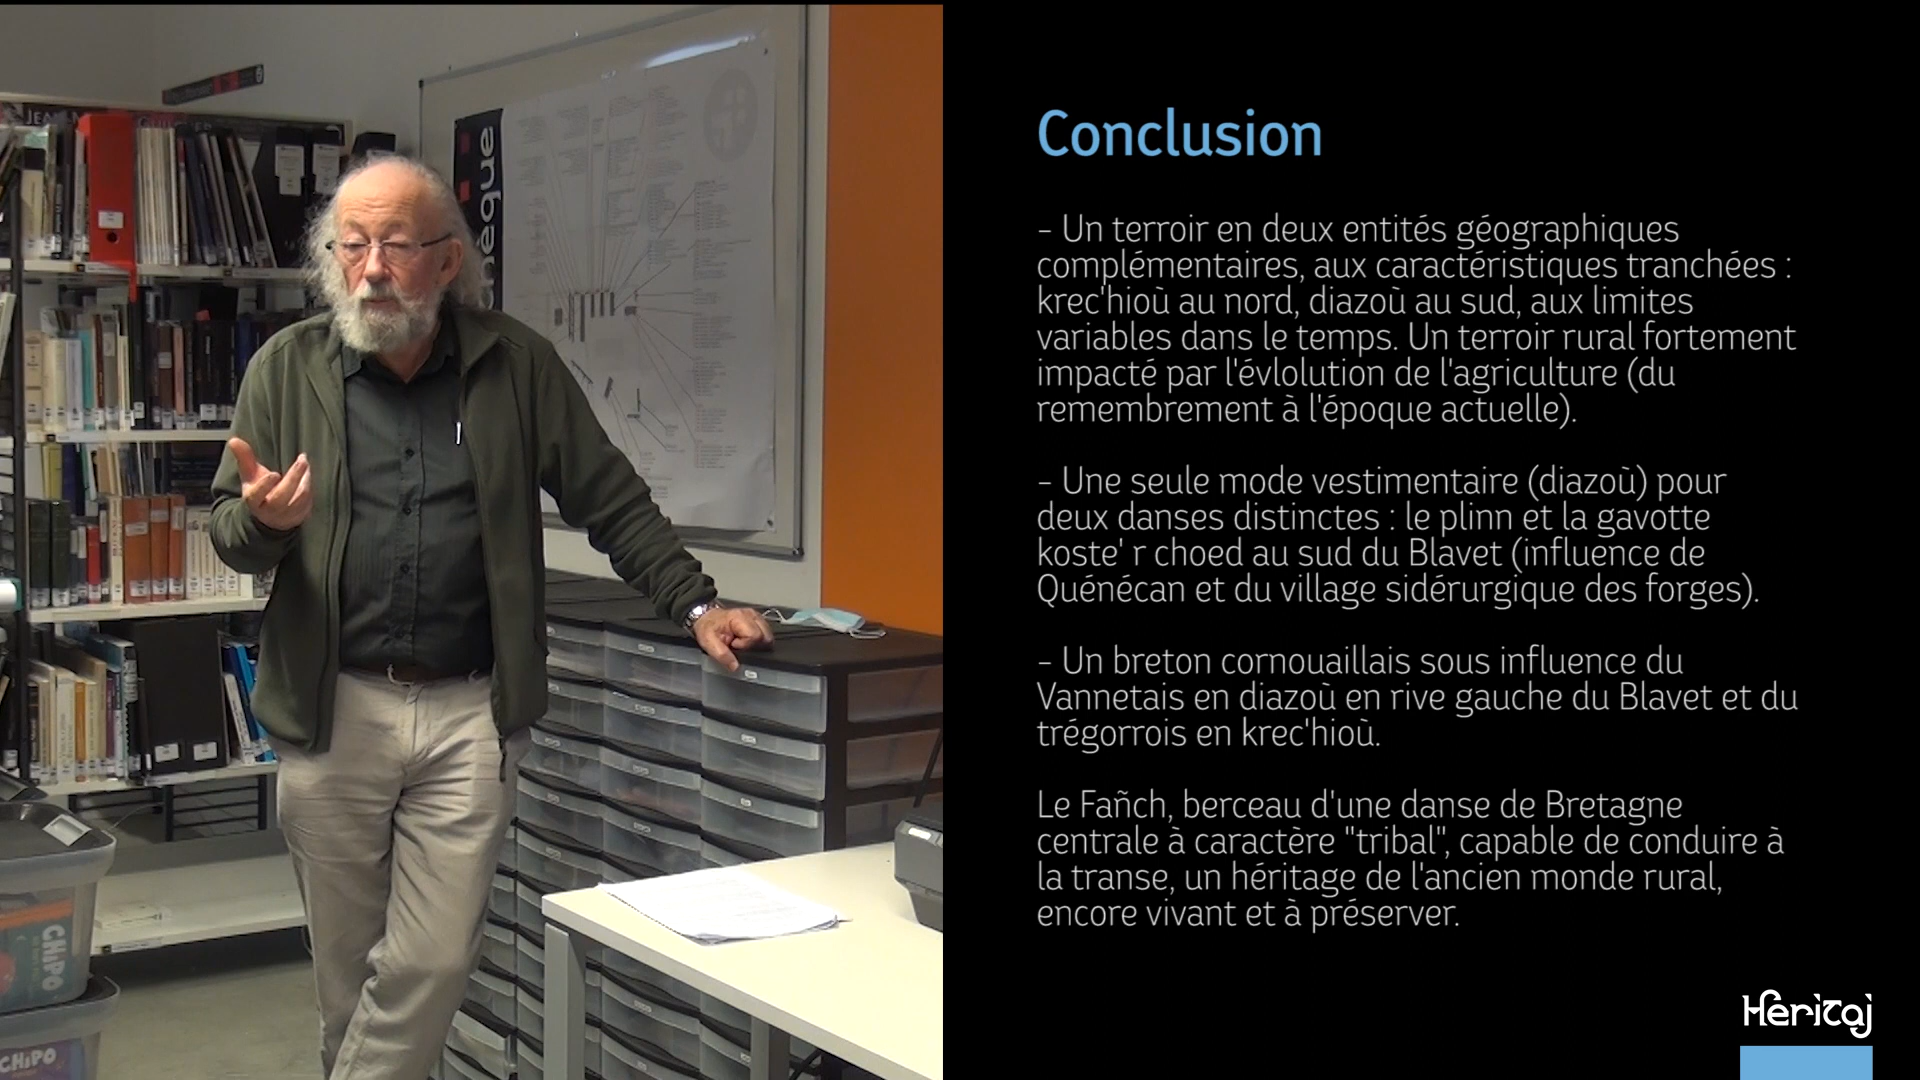 JEAN-M
GUILCHER
thèque
CHIPO
CHIPO
Conclusion
- Un terroir en deux entités géographiques
complémentaires, aux caractéristiques tranchées :
krec'hioù au nord, diazoù au sud, aux limites
variables dans le temps. Un terroir rural fortement
impacté par l'évlolution de l'agriculture (du
remembrement à l'époque actuelle).
- Une seule mode vestimentaire (diazoù) pour
deux danses distinctes : le plinn et la gavotte
koste' r choed au sud du Blavet (influence de
Quénécan et du village sidérurgique des forges).
- Un breton cornouaillais sous influence du
Vannetais en diazoù en rive gauche du Blavet et du
trégorrois en krec'hioù.
Le Fañch, berceau d'une danse de Bretagne
centrale à caractère "tribal", capable de conduire à
la transe, un héritage de l'ancien monde rural,
encore vivant et à préserver.
Heritaj